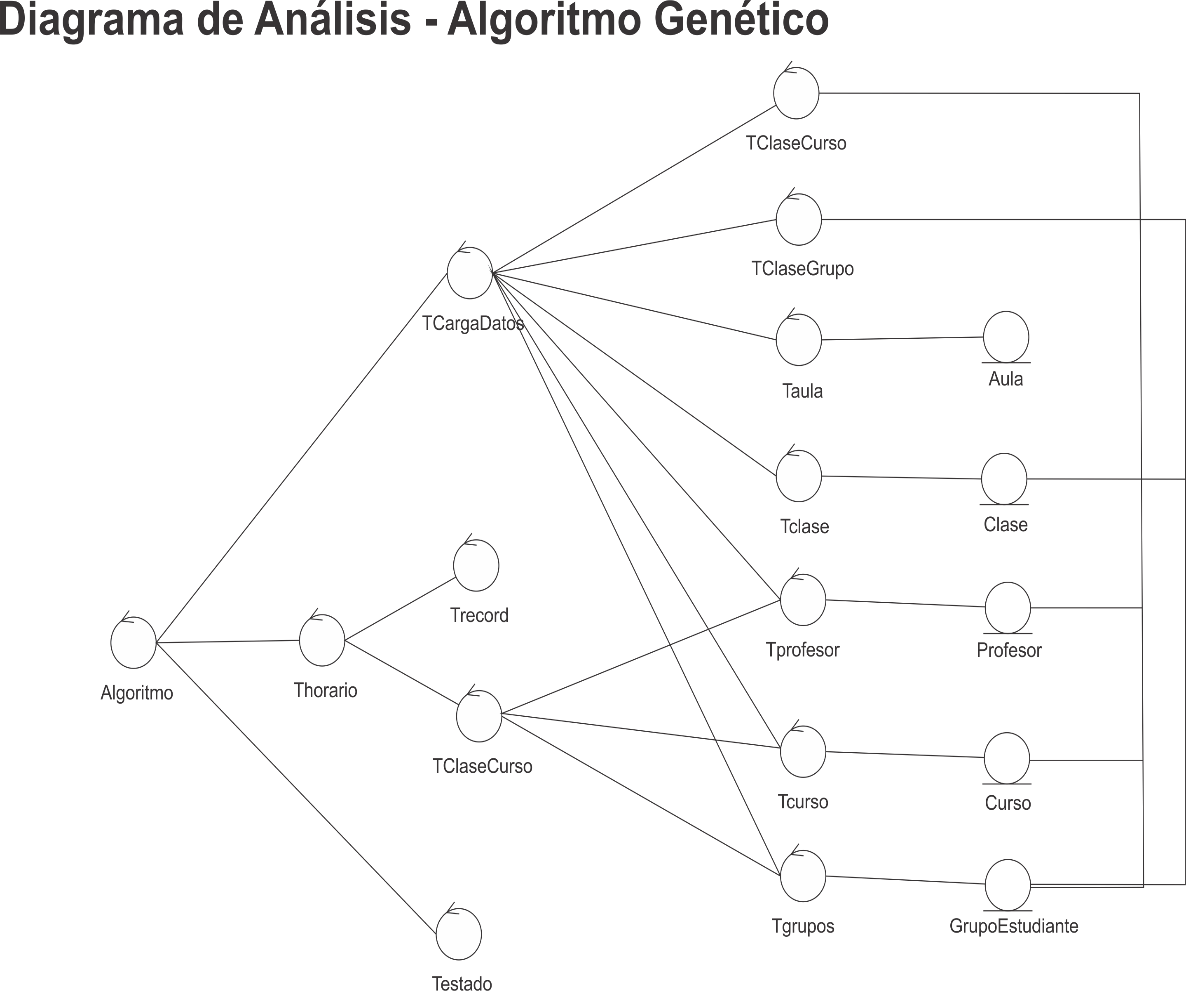 Diagrama de Análisis - Algoritmo Genético
TClaseCurso
TClaseGrupo
TCargaDatos
Taula
Aula
Tclase
Clase
Trecord
Tprofesor
Profesor
Algoritmo
Thorario
TClaseCurso
Tcurso
Curso
Tgrupos
GrupoEstudiante
Testado